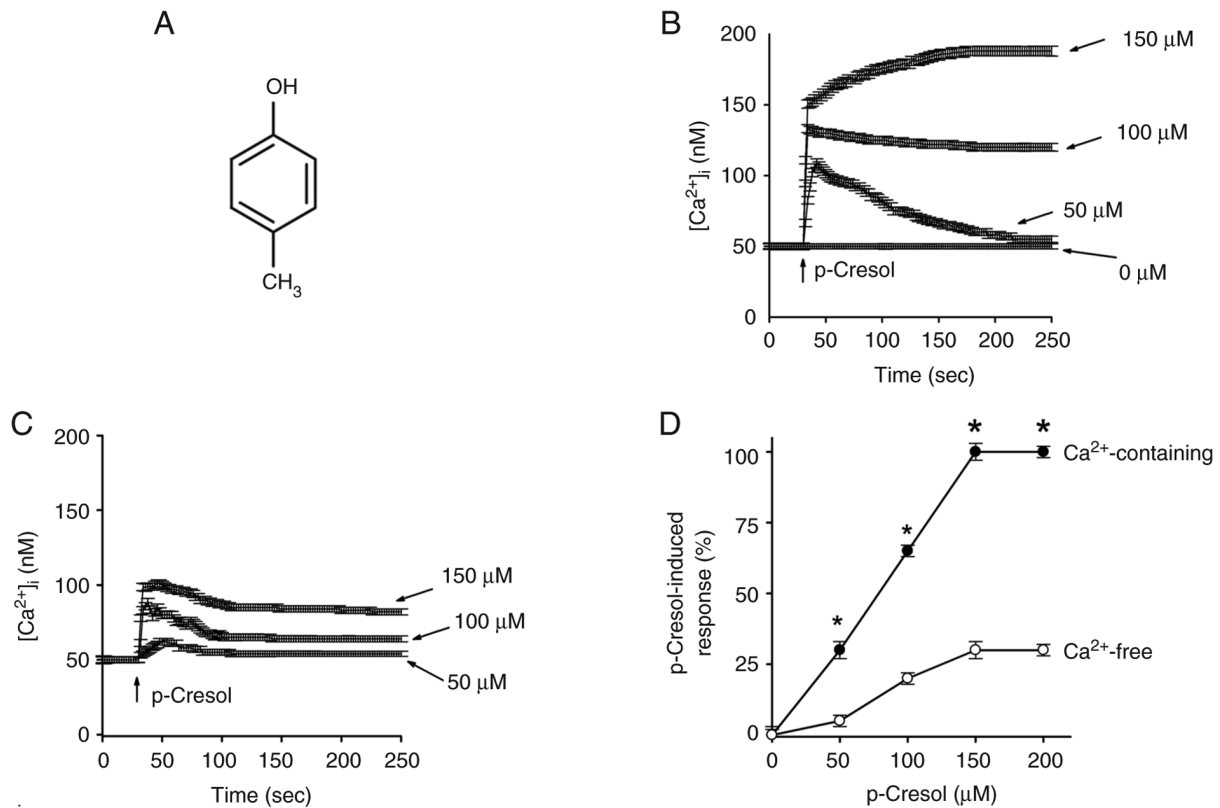 A
OH
CH3
B
200
150
100
50
0
[Ca2+]i (nM)
150 μM
100 μM
50 μM
0 μM
p-Cresol
0 50 100 150 200 250
Time (sec)
C
200
150
100
50
0
[Ca2+]i (nM)
150 μM
100 μM
50 μM
p-Cresol
0 50 100 150 200 250
Time (sec)
D
100
75
50
25
0
p-Cresol-induced
response (%)
* * * *
Ca2+-containing
Ca2+-free
0 50 100 150 200
p-Cresol (μM)